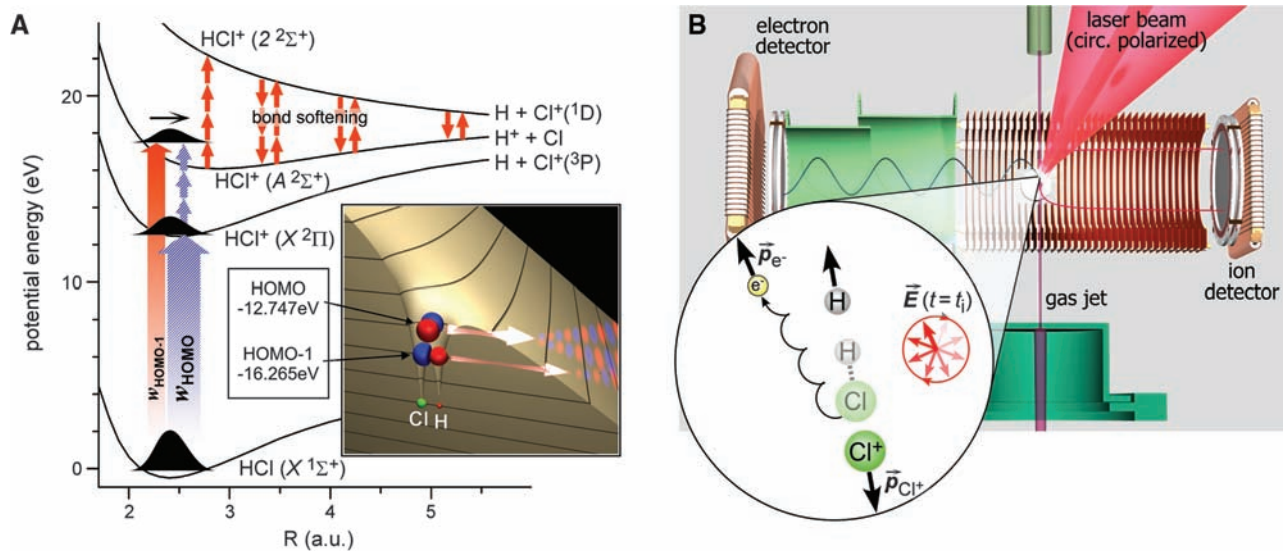 A
HCl⁺ (2 ²Σ⁺)
bond softening
H + Cl⁺(¹D)
H⁺ + Cl
H + Cl⁺(³P)
HCl⁺ (A ²Σ⁺)
HCl⁺ (X ²Π)
HOMO
-12.747eV
HOMO-1
-16.265eV
Cl
H
w HOMO-1
w HOMO
HCl (X ¹Σ⁺)
potential energy (eV)
20
10
0
2
3
4
5
R (a.u.)
B
electron
detector
laser beam
(circ. polarized)
ion
detector
gas jet
p⃗e-
e-
H
H
Cl
Cl⁺
p⃗Cl⁺
E⃗ (t= tᵢ)